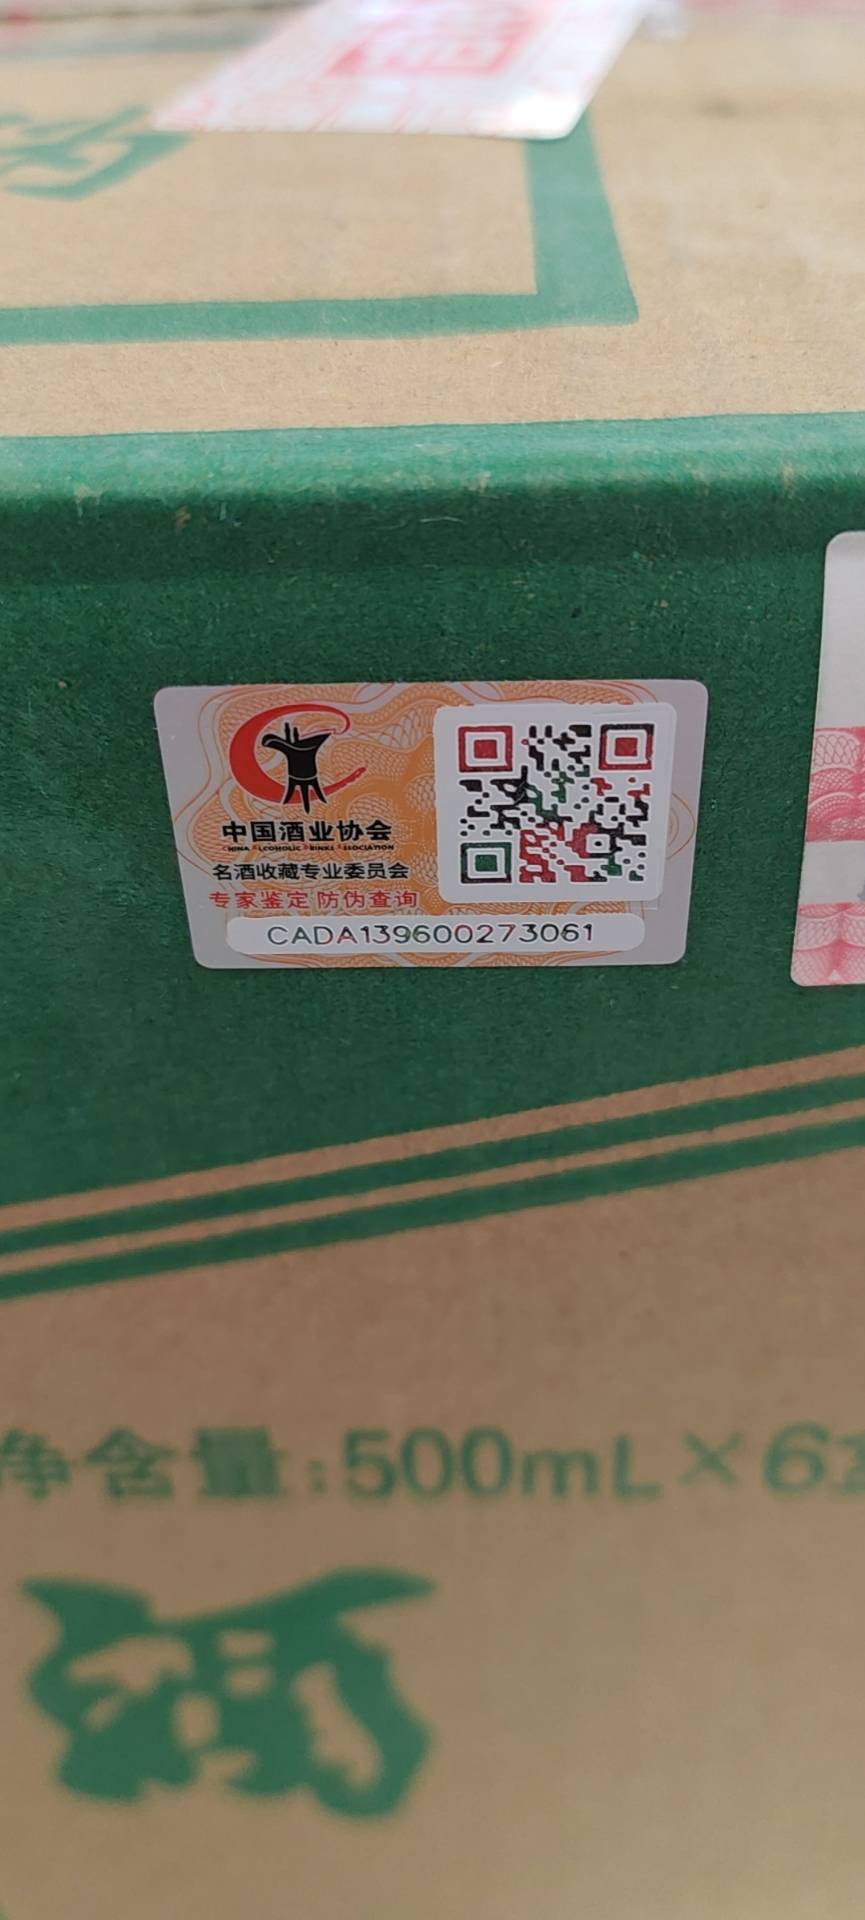 中国酒业协会
CHINA ALCOHOLIC DRINKS ASSOCIATION
名酒收藏专业委员会
专家鉴定 防伪查询
CADA139600273061
净含量:500mL×6